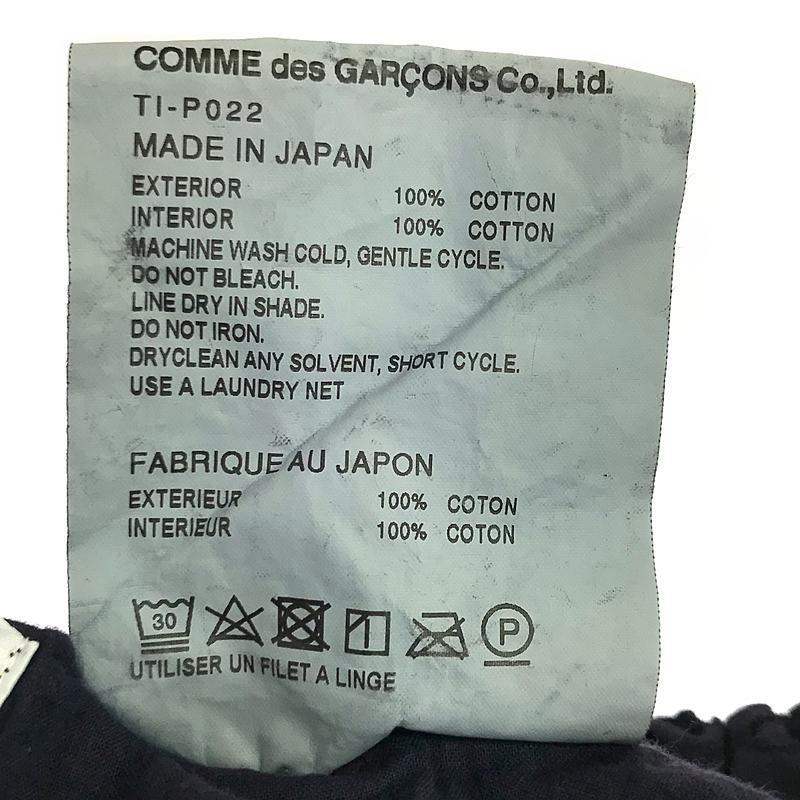 COMME des GARÇONS Co.,Ltd.
TI-P022
MADE IN JAPAN
EXTERIOR 100% COTTON
INTERIOR 100% COTTON
MACHINE WASH COLD, GENTLE CYCLE.
DO NOT BLEACH.
LINE DRY IN SHADE.
DO NOT IRON.
DRYCLEAN ANY SOLVENT, SHORT CYCLE.
USE A LAUNDRY NET
FABRIQUE AU JAPON
EXTERIEUR 100% COTON
INTERIEUR 100% COTON
30 P
UTILISER UN FILET A LINGE